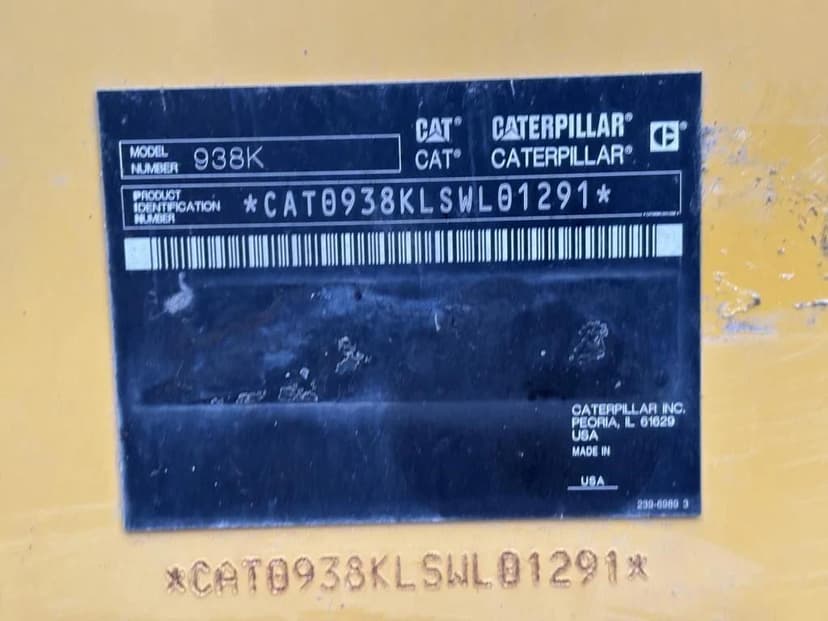 CAT® CATERPILLAR®
MODEL NUMBER 938K
CAT® CATERPILLAR®
PRODUCT IDENTIFICATION NUMBER *CAT0938KLSWL01291*
CATERPILLAR INC.
PEORIA, IL 61629
USA
MADE IN
USA
239-6989 3
*CAT0938KLSWL01291*